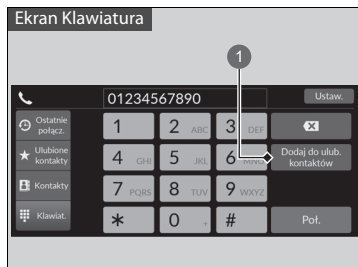 Ekran Klawiatura
1
01234567890
Ustaw.
Ostatnie
połącz.
1
2 ABC
3 DEF
Ulubione
kontakty
4 GHI
5 JKL
6 MNO
Dodaj do ulub.
kontaktów
Kontakty
7 PQRS
8 TUV
9 WXYZ
Klawiat.
*
0 +
#
Poł.